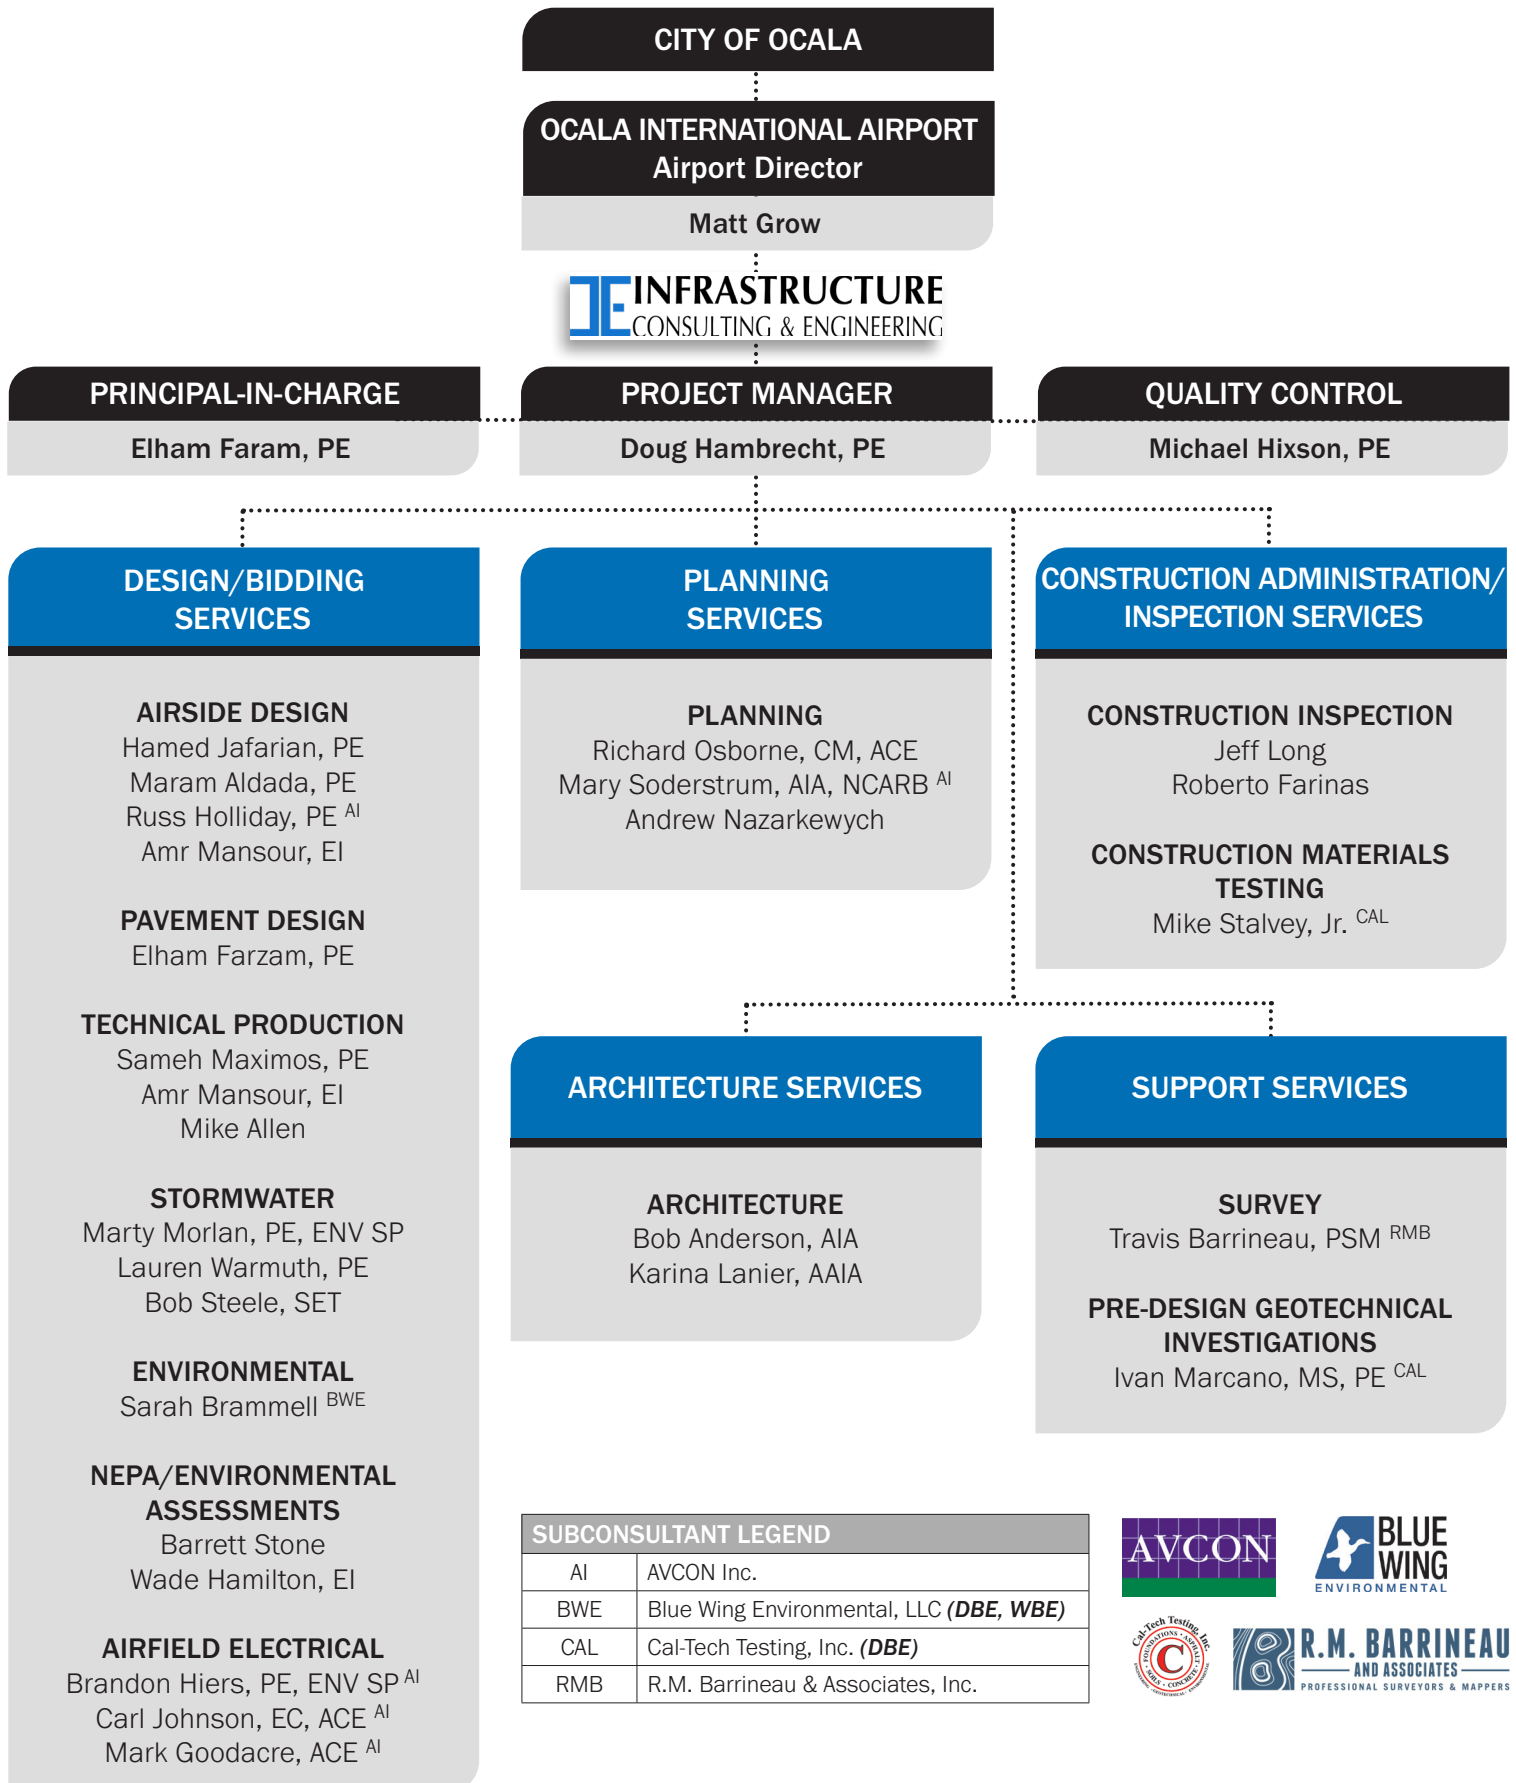 CITY OF OCALA
OCALA INTERNATIONAL AIRPORT
Airport Director
Matt Grow
IE INFRASTRUCTURE
CONSULTING & ENGINEERING
PRINCIPAL-IN-CHARGE
Elham Faram, PE
PROJECT MANAGER
Doug Hambrecht, PE
QUALITY CONTROL
Michael Hixson, PE
DESIGN/BIDDING
SERVICES
AIRSIDE DESIGN
Hamed Jafarian, PE
Maram Aldada, PE
Russ Holliday, PE AI
Amr Mansour, EI
PAVEMENT DESIGN
Elham Farzam, PE
TECHNICAL PRODUCTION
Sameh Maximos, PE
Amr Mansour, EI
Mike Allen
STORMWATER
Marty Morlan, PE, ENV SP
Lauren Warmuth, PE
Bob Steele, SET
ENVIRONMENTAL
Sarah Brammell BWE
NEPA/ENVIRONMENTAL
ASSESSMENTS
Barrett Stone
Wade Hamilton, EI
AIRFIELD ELECTRICAL
Brandon Hiers, PE, ENV SP AI
Carl Johnson, EC, ACE AI
Mark Goodacre, ACE AI
PLANNING
SERVICES
PLANNING
Richard Osborne, CM, ACE
Mary Soderstrum, AIA, NCARB AI
Andrew Nazarkewych
CONSTRUCTION ADMINISTRATION/
INSPECTION SERVICES
CONSTRUCTION INSPECTION
Jeff Long
Roberto Farinas
CONSTRUCTION MATERIALS
TESTING
Mike Stalvey, Jr. CAL
ARCHITECTURE SERVICES
ARCHITECTURE
Bob Anderson, AIA
Karina Lanier, AAIA
SUPPORT SERVICES
SURVEY
Travis Barrineau, PSM RMB
PRE-DESIGN GEOTECHNICAL
INVESTIGATIONS
Ivan Marcano, MS, PE CAL
SUBCONSULTANT LEGEND
AI AVCON Inc.
BWE Blue Wing Environmental, LLC (DBE, WBE)
CAL Cal-Tech Testing, Inc. (DBE)
RMB R.M. Barrineau & Associates, Inc.
AVCON
BLUE
WING
ENVIRONMENTAL
Cal-Tech Testing, Inc.
FOUNDATIONS • ASPHALT
C
SOILS • CONCRETE
ENGINEERING • GEOTECHNICAL • ENVIRONMENTAL
R.M. BARRINEAU
AND ASSOCIATES
PROFESSIONAL SURVEYORS & MAPPERS